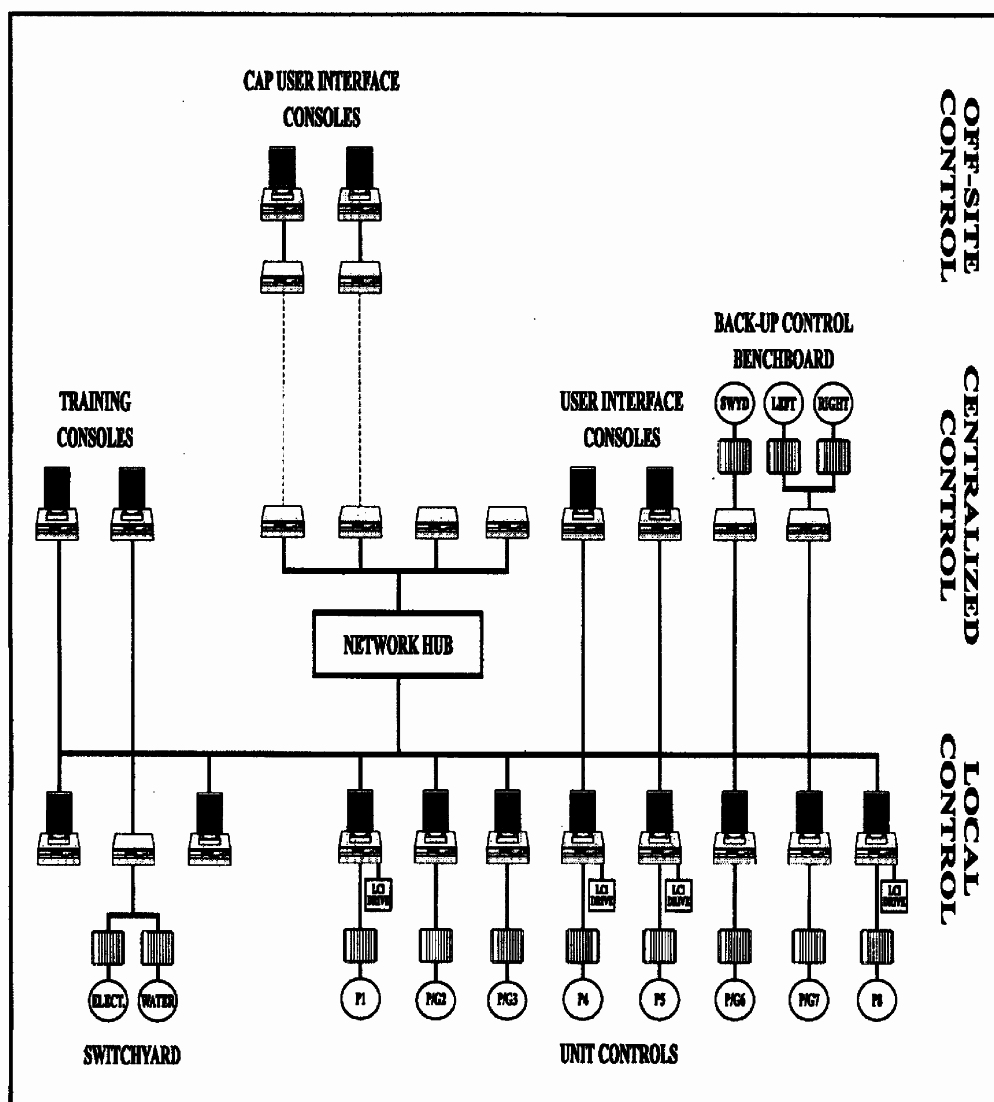 CAP USER INTERFACE
CONSOLES
OFF-SITE
CONTROL
BACK-UP CONTROL
BENCHBOARD
TRAINING
CONSOLES
USER INTERFACE
CONSOLES
SWYD
LEFT
RIGHT
CENTRALIZED
CONTROL
NETWORK HUB
LOCAL
CONTROL
LCI
DRIVE
LCI
DRIVE
LCI
DRIVE
LCI
DRIVE
ELECT.
WATER
P1
P/G2
P/G3
P4
P5
P/G6
P/G7
P8
SWITCHYARD
UNIT CONTROLS